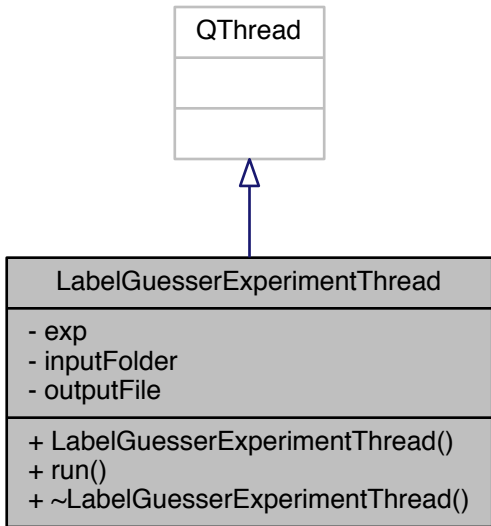 QThread
LabelGuesserExperimentThread
- exp
- inputFolder
- outputFile
+ LabelGuesserExperimentThread()
+ run()
+ ~LabelGuesserExperimentThread()